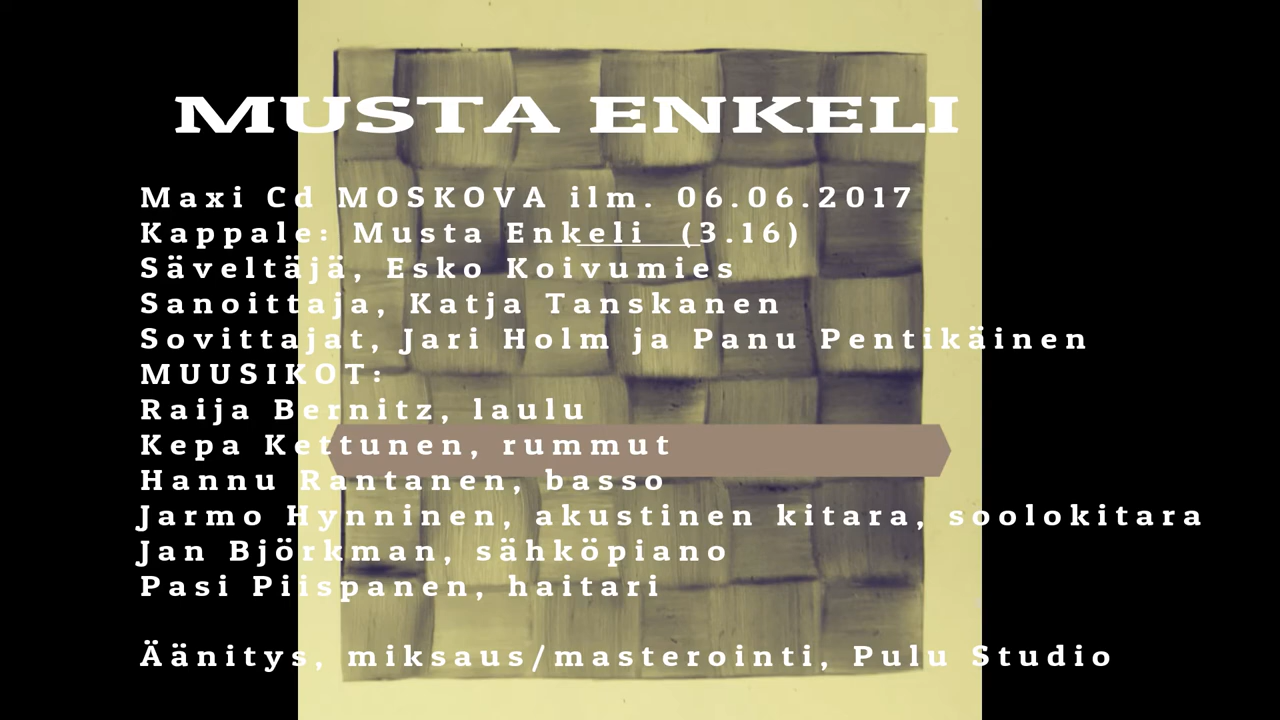 MUSTA ENKELI
Maxi Cd MOSKOVA ilm. 06.06.2017
Kappale: Musta Enkeli (3.16)
Säveltäjä, Esko Koivumies
Sanoittaja, Katja Tanskanen
Sovittajat, Jari Holm ja Panu Pentikäinen
MUUSIKOT:
Raija Bernitz, laulu
Kepa Kettunen, rummut
Hannu Rantanen, basso
Jarmo Hynninen, akustinen kitara, soolokitara
Jan Björkman, sähköpiano
Pasi Piispanen, haitari
Äänitys, miksaus/masterointi, Pulu Studio